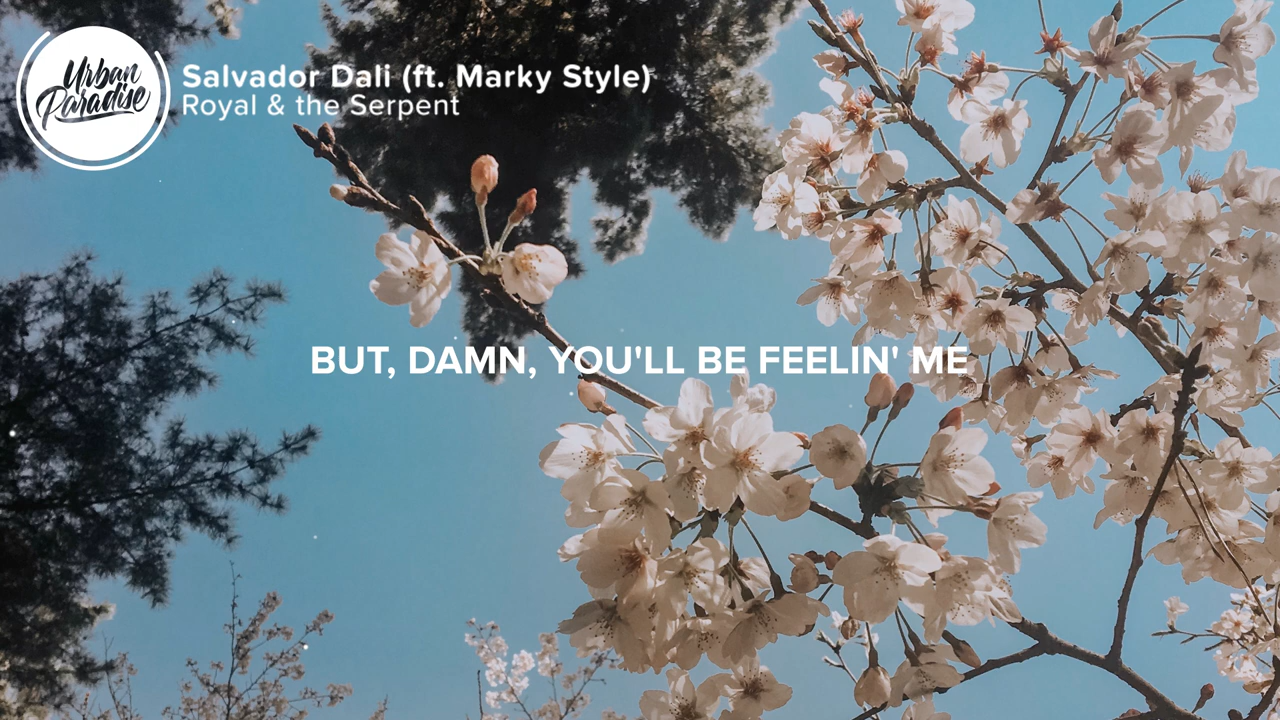 Urban
Paradise
Salvador Dali (ft. Marky Style)
Royal & the Serpent
BUT, DAMN, YOU'LL BE FEELIN' ME